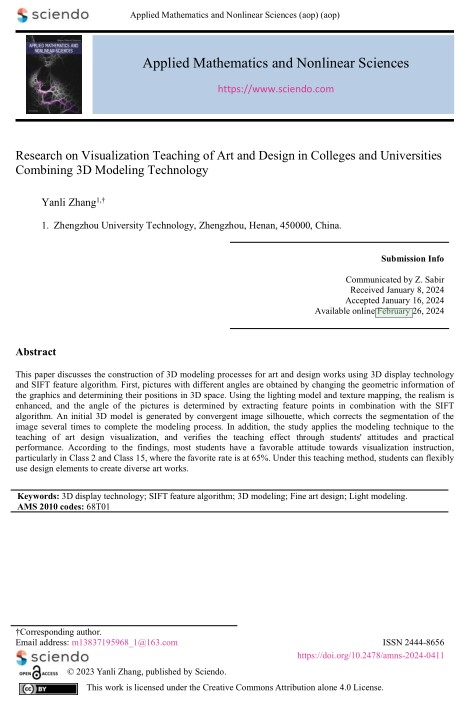 sciendo
Applied Mathematics and Nonlinear Sciences (aop) (aop)
APPLIED MATHEMATICS AND NONLINEAR SCIENCES
Applied Mathematics and Nonlinear Sciences
https://www.sciendo.com
Research on Visualization Teaching of Art and Design in Colleges and Universities
Combining 3D Modeling Technology
Yanli Zhang1,†
1. Zhengzhou University Technology, Zhengzhou, Henan, 450000, China.
Submission Info
Communicated by Z. Sabir
Received January 8, 2024
Accepted January 16, 2024
Available online February 26, 2024
Abstract
This paper discusses the construction of 3D modeling processes for art and design works using 3D display technology
and SIFT feature algorithm. First, pictures with different angles are obtained by changing the geometric information of
the graphics and determining their positions in 3D space. Using the lighting model and texture mapping, the realism is
enhanced, and the angle of the pictures is determined by extracting feature points in combination with the SIFT
algorithm. An initial 3D model is generated by convergent image silhouette, which corrects the segmentation of the
image several times to complete the modeling process. In addition, the study applies the modeling technique to the
teaching of art design visualization, and verifies the teaching effect through students' attitudes and practical
performance. According to the findings, most students have a favorable attitude towards visualization instruction,
particularly in Class 2 and Class 15, where the favorite rate is at 65%. Under this teaching method, students can flexibly
use design elements to create diverse art works.
Keywords: 3D display technology; SIFT feature algorithm; 3D modeling; Fine art design; Light modeling.
AMS 2010 codes: 68T01
†Corresponding author.
Email address: m13837195968_1@163.com
ISSN 2444-8656
sciendo
https://doi.org/10.2478/amns-2024-0411
OPEN ACCESS © 2023 Yanli Zhang, published by Sciendo.
CC BY This work is licensed under the Creative Commons Attribution alone 4.0 License.